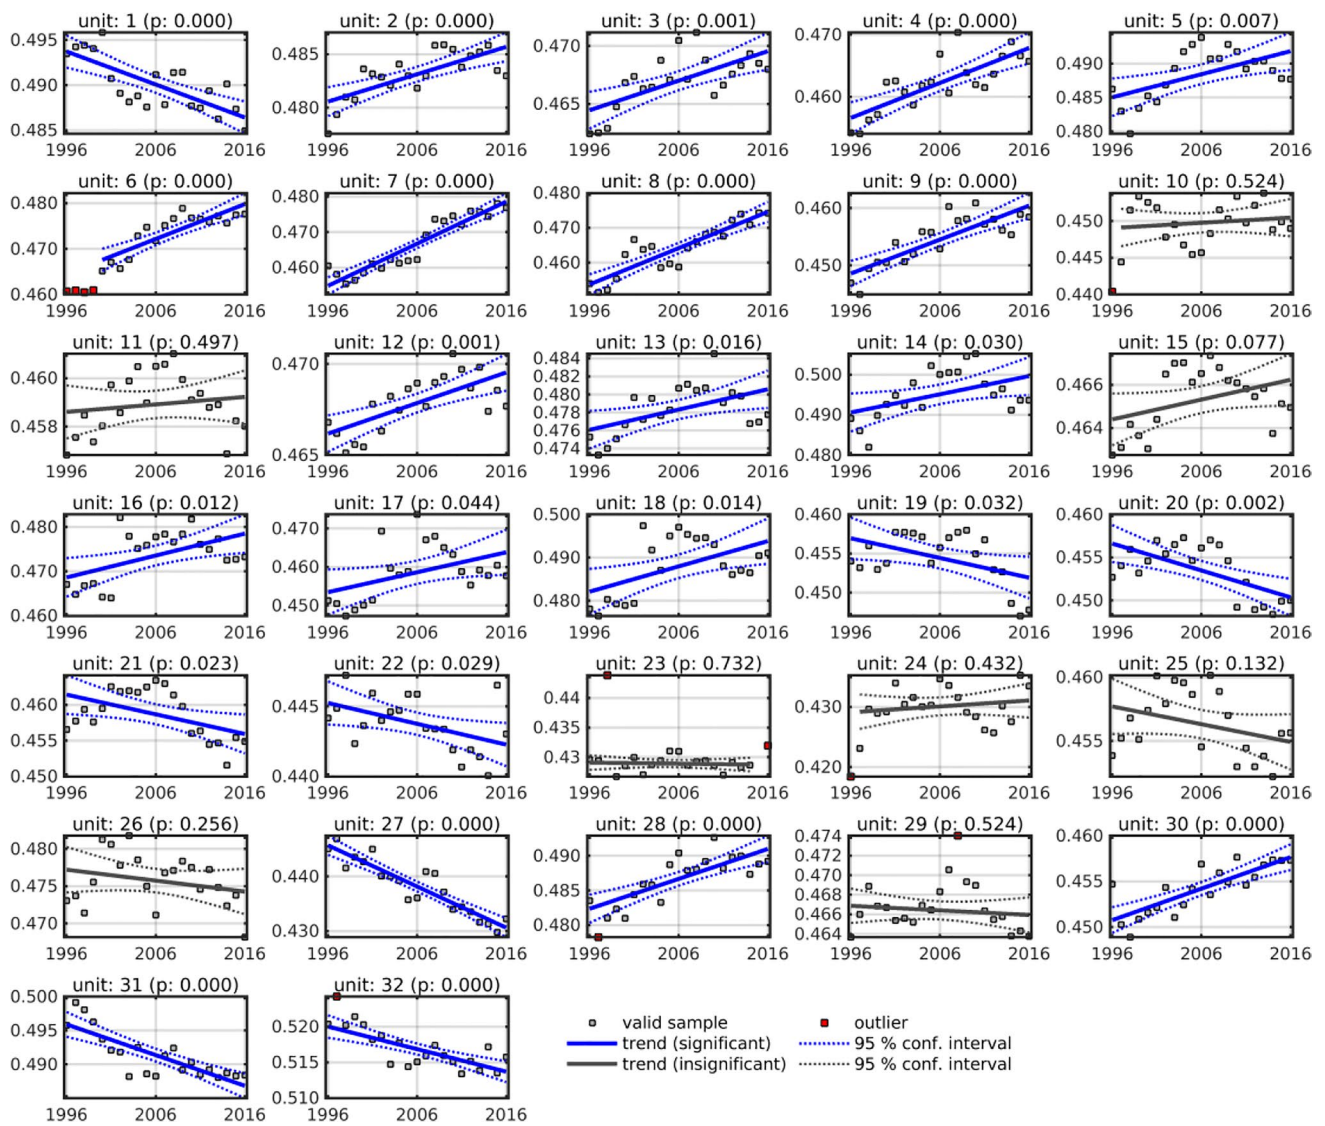 unit: 1 (p: 0.000) unit: 2 (p: 0.000) unit: 3 (p: 0.001) unit: 4 (p: 0.000) unit: 5 (p: 0.007)
0.495 0.485 0.470 0.470 0.490
0.490 0.480 0.465 0.460 0.485
0.485 0.480
1996 2006 2016 1996 2006 2016 1996 2006 2016 1996 2006 2016 1996 2006 2016
unit: 6 (p: 0.000) unit: 7 (p: 0.000) unit: 8 (p: 0.000) unit: 9 (p: 0.000) unit: 10 (p: 0.524)
0.480 0.480 0.480 0.460 0.450
0.470 0.470 0.470 0.450 0.445
0.460 0.460 0.460 0.440
1996 2006 2016 1996 2006 2016 1996 2006 2016 1996 2006 2016 1996 2006 2016
unit: 11 (p: 0.497) unit: 12 (p: 0.001) unit: 13 (p: 0.016) unit: 14 (p: 0.030) unit: 15 (p: 0.077)
0.460 0.470 0.484 0.500 0.466
0.458 0.465 0.482 0.490 0.464
0.480 0.480
0.478
0.476
0.474
1996 2006 2016 1996 2006 2016 1996 2006 2016 1996 2006 2016 1996 2006 2016
unit: 16 (p: 0.012) unit: 17 (p: 0.044) unit: 18 (p: 0.014) unit: 19 (p: 0.032) unit: 20 (p: 0.002)
0.480 0.470 0.500 0.460 0.460
0.470 0.460 0.490 0.455 0.455
0.460 0.450 0.480 0.450 0.450
1996 2006 2016 1996 2006 2016 1996 2006 2016 1996 2006 2016 1996 2006 2016
unit: 21 (p: 0.023) unit: 22 (p: 0.029) unit: 23 (p: 0.732) unit: 24 (p: 0.432) unit: 25 (p: 0.132)
0.460 0.445 0.44 0.430 0.460
0.455 0.440 0.435 0.420 0.455
0.450 0.43
1996 2006 2016 1996 2006 2016 1996 2006 2016 1996 2006 2016 1996 2006 2016
unit: 26 (p: 0.256) unit: 27 (p: 0.000) unit: 28 (p: 0.000) unit: 29 (p: 0.524) unit: 30 (p: 0.000)
0.480 0.440 0.490 0.474 0.460
0.475 0.430 0.485 0.472 0.455
0.470 0.480 0.470 0.450
0.468
0.466
0.464
1996 2006 2016 1996 2006 2016 1996 2006 2016 1996 2006 2016 1996 2006 2016
unit: 31 (p: 0.000) unit: 32 (p: 0.000)
0.500 0.520
0.495 0.515
0.490 0.510
1996 2006 2016 1996 2006 2016
valid sample outlier
trend (significant) 95 % conf. interval
trend (insignificant) 95 % conf. interval